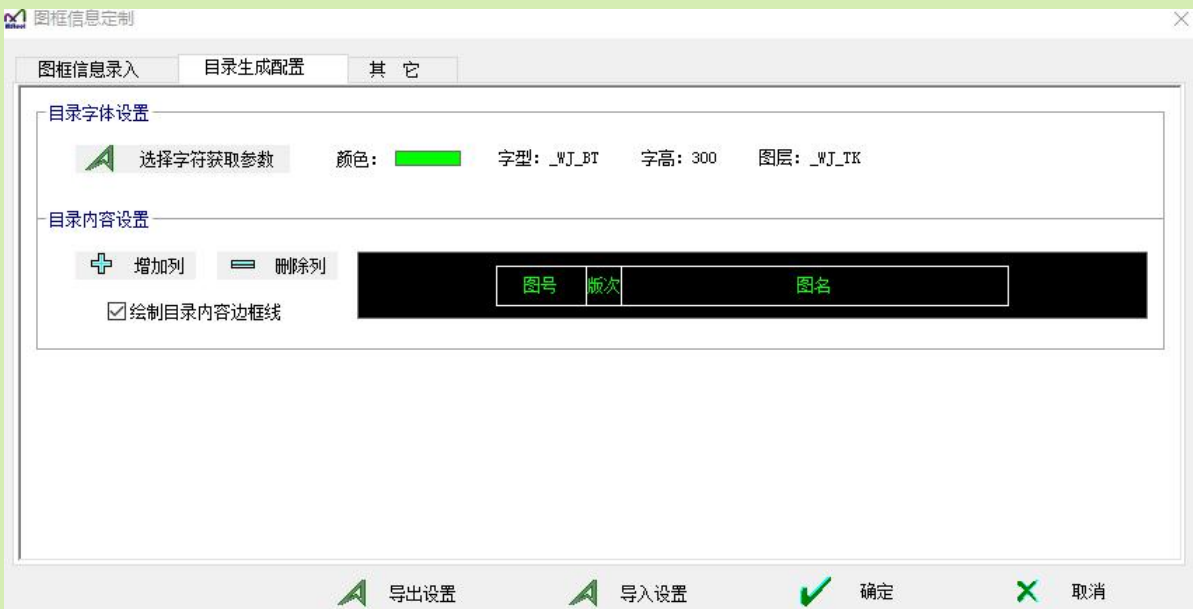 图框信息定制
图框信息录入 目录生成配置 其 它
目录字体设置
选择字符获取参数 颜色： 字型：_WJ_BT 字高：300 图层：_WJ_TK
目录内容设置
增加列 删除列
图号 版次 图名
绘制目录内容边框线
导出设置 导入设置 确定 取消